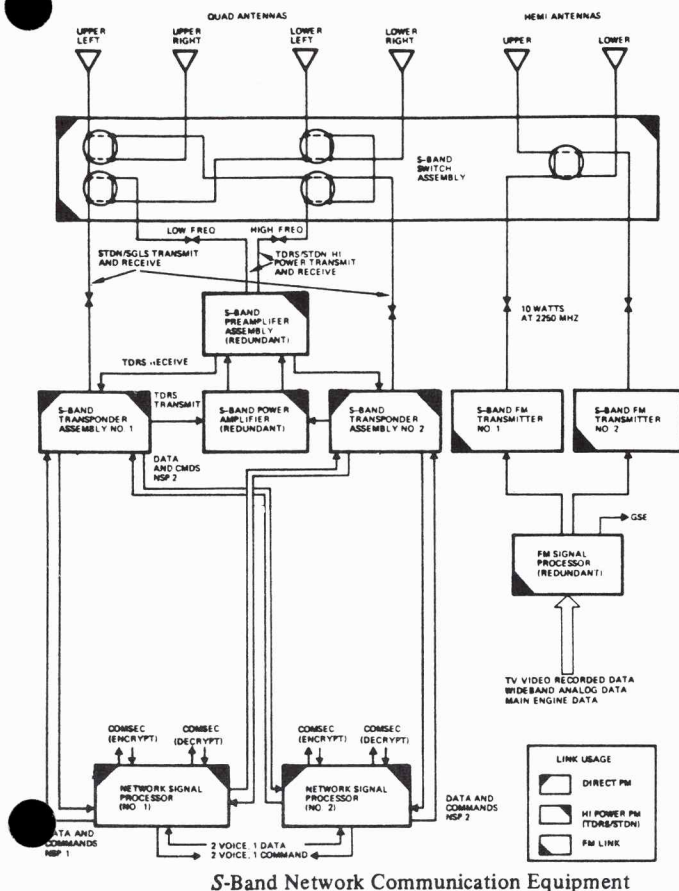 QUAD ANTENNAS
HEMI ANTENNAS
UPPER
LEFT
UPPER
RIGHT
LOWER
LEFT
LOWER
RIGHT
UPPER
LOWER
S-BAND
SWITCH
ASSEMBLY
LOW FREQ
HIGH FREQ
STDN/SGLS TRANSMIT
AND RECEIVE
TDRS/STDN HI
POWER TRANSMIT
AND RECEIVE
10 WATTS
AT 2250 MHZ
S-BAND
PREAMPLIFER
ASSEMBLY
(REDUNDANT)
TDRS RECEIVE
S-BAND
TRANSPONDER
ASSEMBLY NO. 1
TDRS
TRANSMIT
S-BAND POWER
AMPLIFIER
(REDUNDANT)
S-BAND
TRANSPONDER
ASSEMBLY NO. 2
S-BAND FM
TRANSMITTER
NO. 1
S-BAND FM
TRANSMITTER
NO. 2
DATA
AND CMDS
NSP 2
GSE
FM SIGNAL
PROCESSOR
(REDUNDANT)
TV VIDEO RECORDED DATA
WIDEBAND ANALOG DATA
MAIN ENGINE DATA
COMSEC
(ENCRYPT)
COMSEC
(DECRYPT)
COMSEC
(ENCRYPT)
COMSEC
(DECRYPT)
NETWORK SIGNAL
PROCESSOR
(NO. 1)
NETWORK SIGNAL
PROCESSOR
(NO. 2)
DATA AND
COMMANDS
NSP 2
DATA AND
COMMANDS
NSP 1
2 VOICE, 1 DATA
2 VOICE, 1 COMMAND
LINK USAGE
DIRECT PM
HI POWER PM
(TDRS/STDN)
FM LINK
S-Band Network Communication Equipment